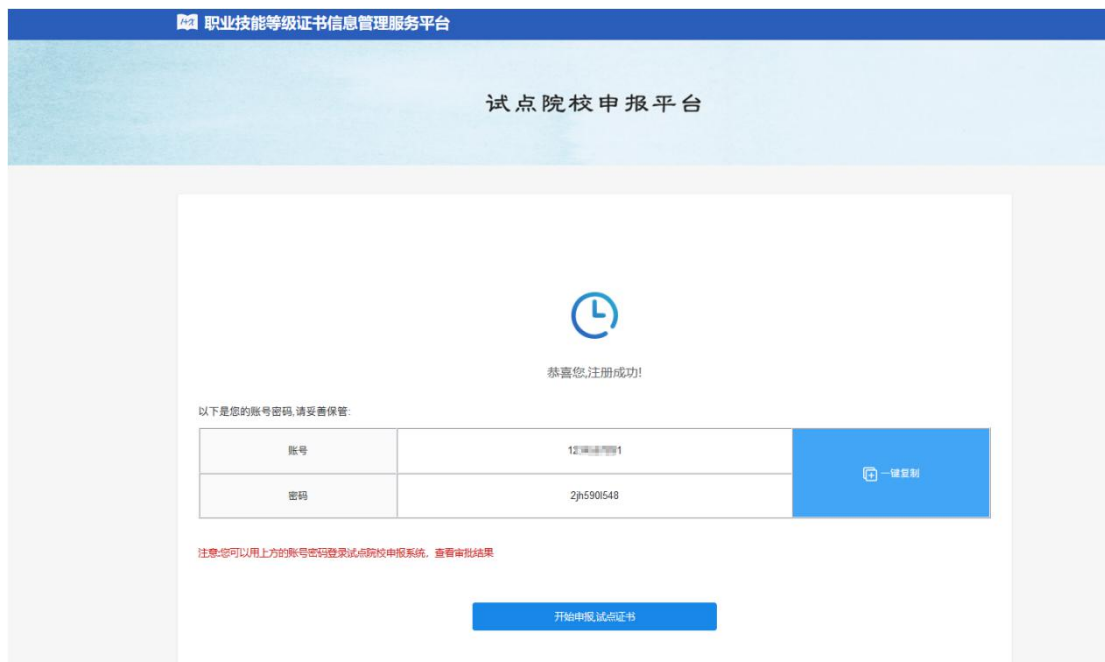 职业技能等级证书信息管理服务平台
试点院校申报平台
恭喜您,注册成功!
以下是您的账号密码,请妥善保管:
账号
密码 2jh590l548
一键复制
注意:您可以用上方的账号密码登录试点院校申报系统，查看审批结果
开始申报,试点证书